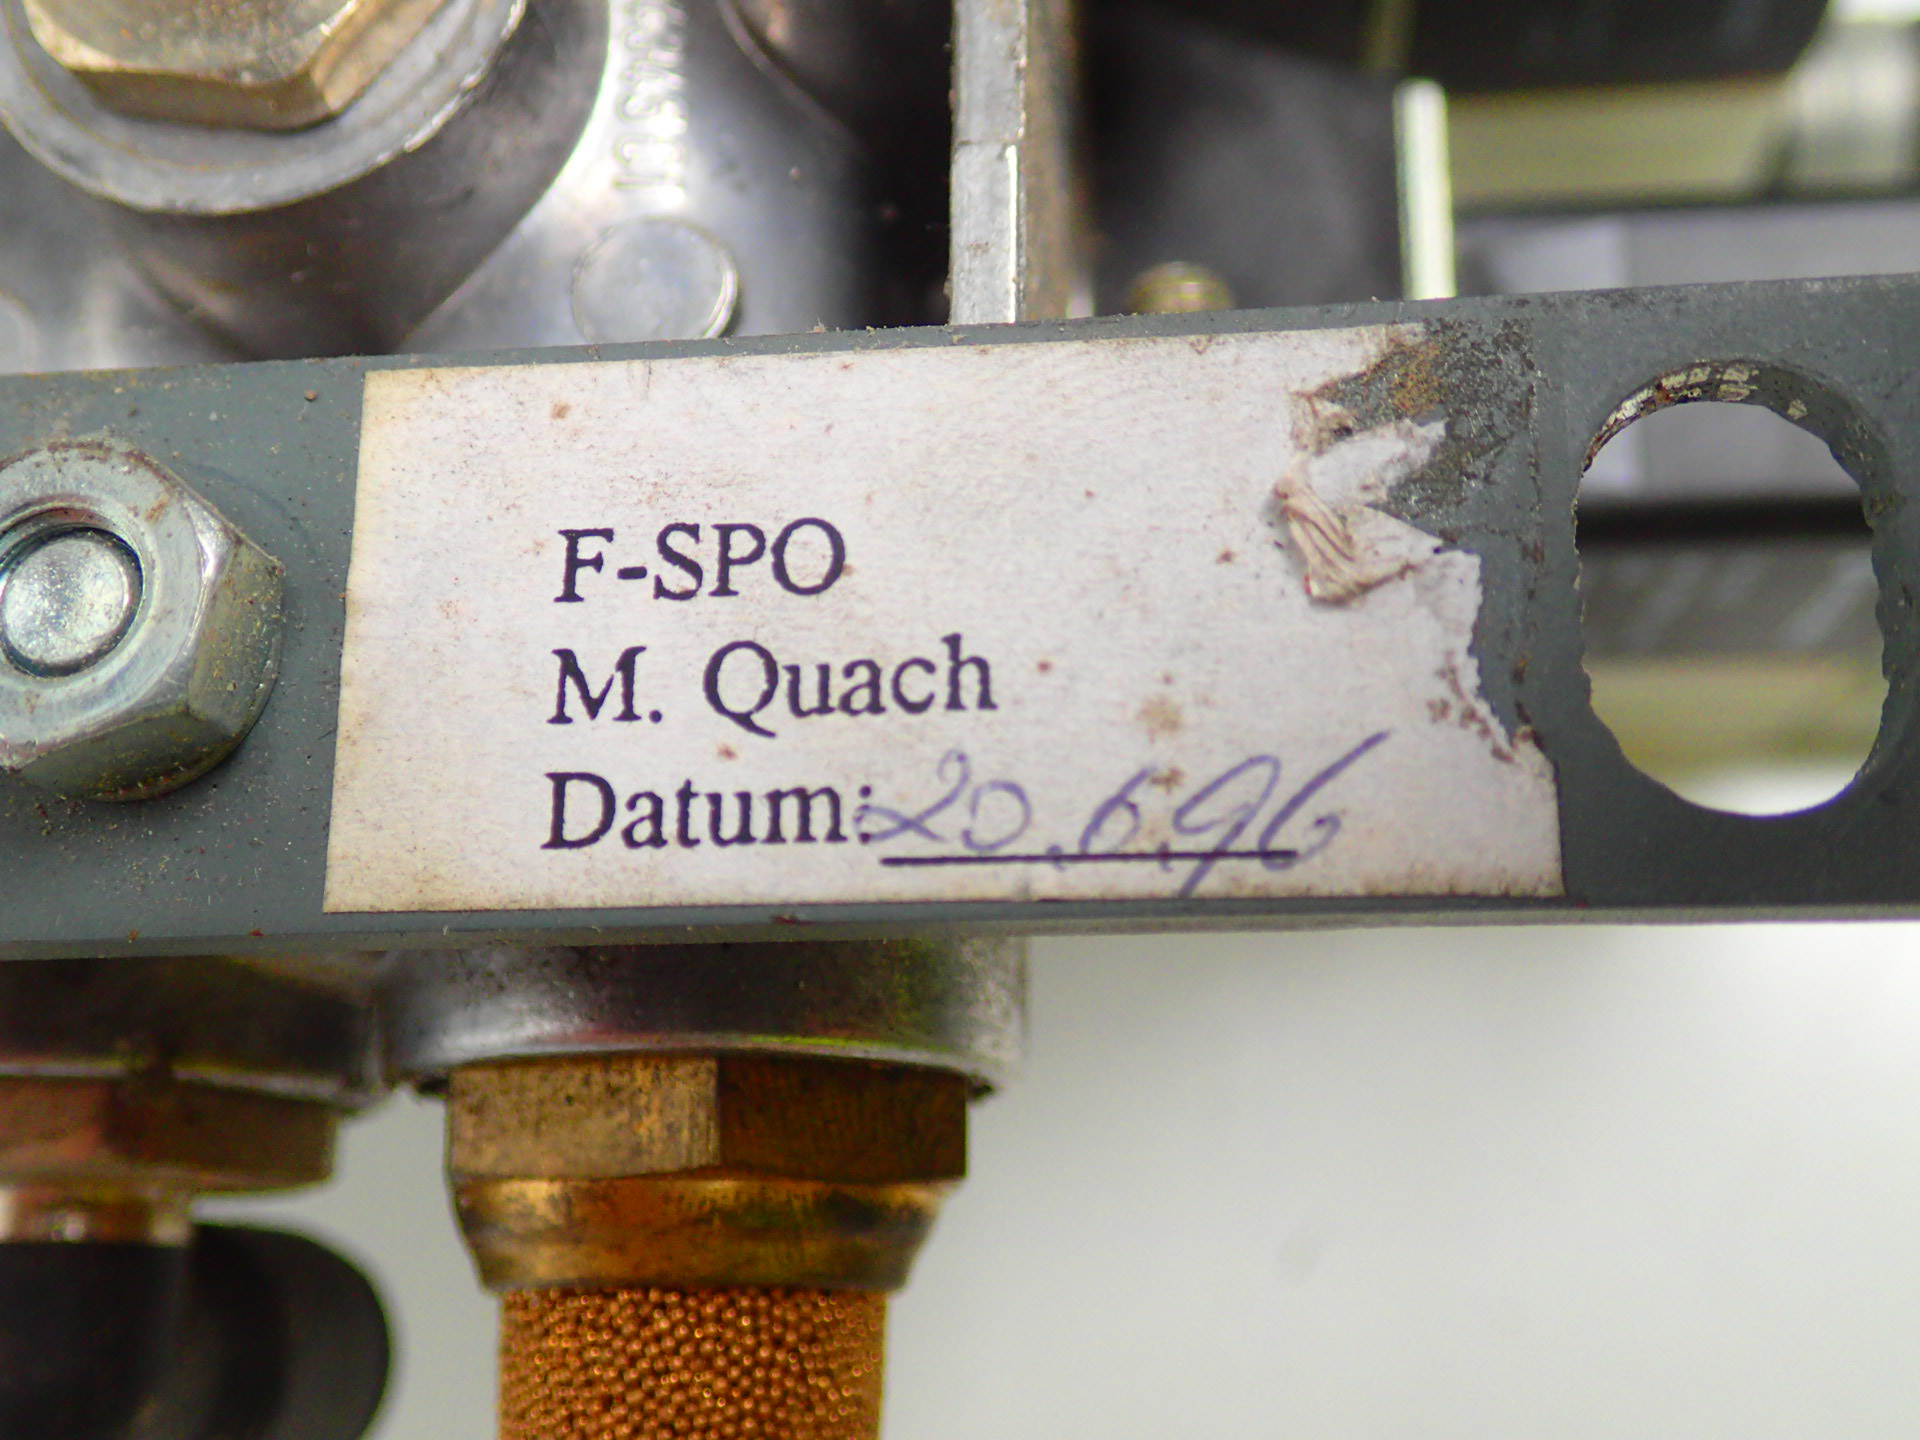 F-SPO
M. Quach
Datum: 20.6.96